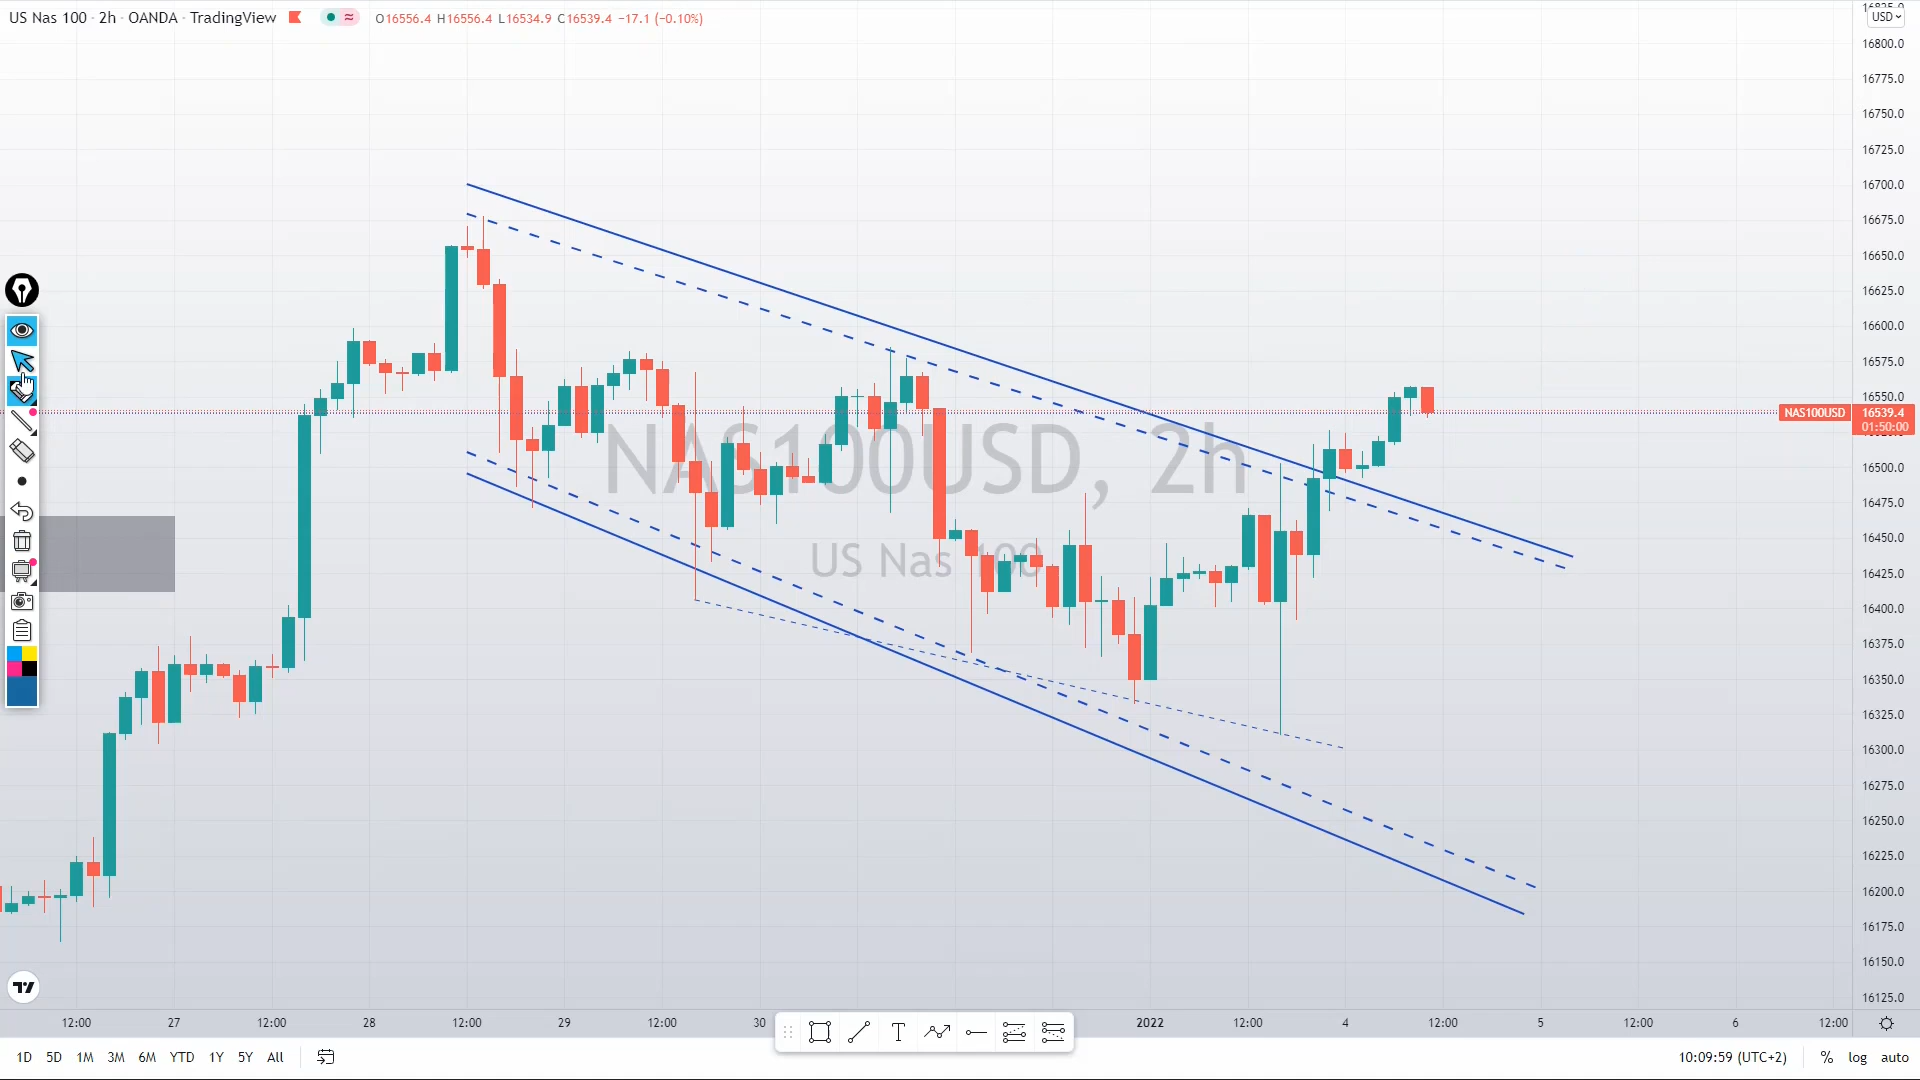 US Nas 100 · 2h · OANDA · TradingView
O16556.4 H16556.4 L16534.9 C16539.4 −17.1 (−0.10%)
USD
16800.0
16775.0
16750.0
16725.0
16700.0
16675.0
16650.0
16625.0
16600.0
16575.0
16550.0
NAS100USD 16539.4
01:50:00
16500.0
16475.0
16450.0
16425.0
16400.0
16375.0
16350.0
16325.0
16300.0
16275.0
16250.0
16225.0
16200.0
16175.0
16150.0
16125.0
NAS100USD, 2h
US Nas 100
12:00 27 12:00 28 12:00 29 12:00 30 2022 12:00 4 12:00 5 12:00 6 12:00
T
1D 5D 1M 3M 6M YTD 1Y 5Y All
10:09:59 (UTC+2) % log auto